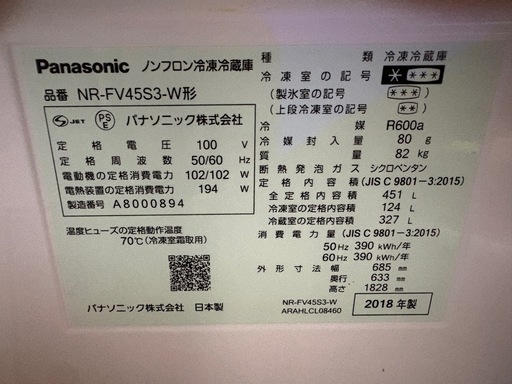 Panasonic ノンフロン冷凍冷蔵庫
品番 NR-FV45S3-W形
S JET PSE パナソニック株式会社
定格電圧 100 V
定格周波数 50/60 Hz
電動機の定格消費電力 102/102 W
電熱装置の定格消費電力 194 W
製造番号 A8000894
温度ヒューズの定格動作温度
70℃(冷凍室霜取用)
パナソニック株式会社 日本製
種類 冷凍冷蔵庫
冷凍室の記号 * ***
(製氷室の記号) ***
(上段冷凍室の記号) **
冷媒 R600a
冷媒封入量 80 g
質量 82 kg
断熱発泡ガス シクロペンタン
定格内容積 (JIS C 9801-3:2015)
全定格内容積 451 L
冷凍室の定格内容積 124 L
冷蔵室の定格内容積 327 L
消費電力量 (JIS C 9801-3:2015)
50Hz 390 kWh/年
60Hz 390 kWh/年
外形寸法 幅 685 mm
奥行 633 mm
高さ 1828 mm
NR-FV45S3-W
ARAHLCL08460
2018年製